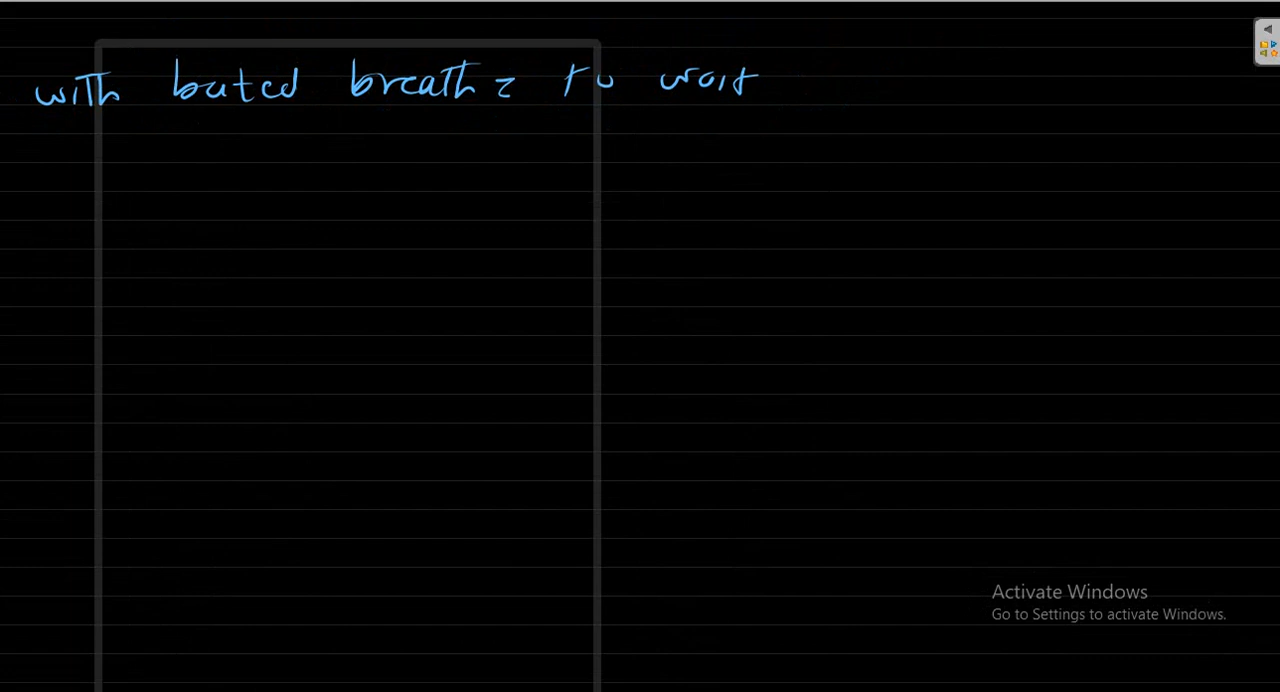 with bated breath = to wait
Activate Windows
Go to Settings to activate Windows.